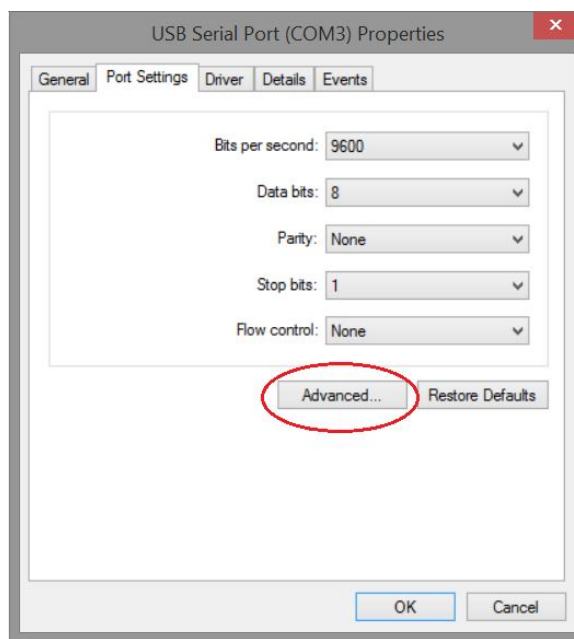 USB Serial Port (COM3) Properties
General Port Settings Driver Details Events
Bits per second: 9600
Data bits: 8
Parity: None
Stop bits: 1
Flow control: None
Advanced... Restore Defaults
OK Cancel